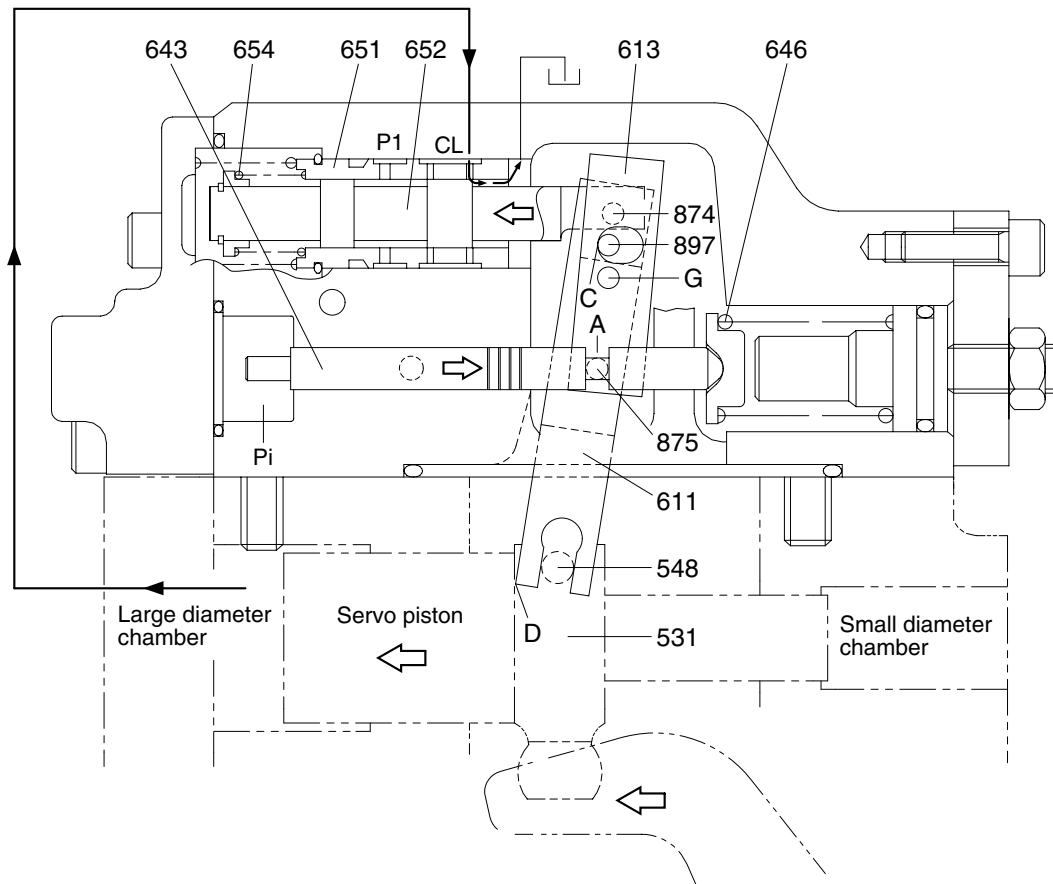 643 654 651 652 613 646
P1 CL
874
897
G
C
A
875
Pi
611
548
Large diameter
chamber
Servo piston
D
531
Small diameter
chamber